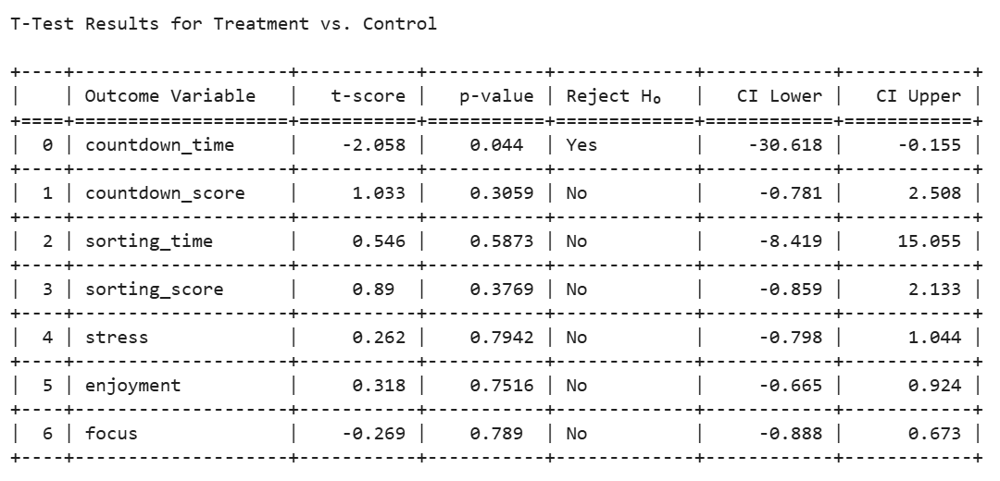 T-Test Results for Treatment vs. Control
+----+--------------------+-----------+-----------+-------------+------------+------------+
|    | Outcome Variable   |   t-score |   p-value | Reject H₀   |   CI Lower |   CI Upper |
+====+====================+===========+===========+=============+============+============+
|  0 | countdown_time     |    -2.058 |    0.044  | Yes         |    -30.618 |     -0.155 |
+----+--------------------+-----------+-----------+-------------+------------+------------+
|  1 | countdown_score    |     1.033 |    0.3059 | No          |     -0.781 |      2.508 |
+----+--------------------+-----------+-----------+-------------+------------+------------+
|  2 | sorting_time       |     0.546 |    0.5873 | No          |     -8.419 |     15.055 |
+----+--------------------+-----------+-----------+-------------+------------+------------+
|  3 | sorting_score      |     0.89  |    0.3769 | No          |     -0.859 |      2.133 |
+----+--------------------+-----------+-----------+-------------+------------+------------+
|  4 | stress             |     0.262 |    0.7942 | No          |     -0.798 |      1.044 |
+----+--------------------+-----------+-----------+-------------+------------+------------+
|  5 | enjoyment          |     0.318 |    0.7516 | No          |     -0.665 |      0.924 |
+----+--------------------+-----------+-----------+-------------+------------+------------+
|  6 | focus              |    -0.269 |    0.789  | No          |     -0.888 |      0.673 |
+----+--------------------+-----------+-----------+-------------+------------+------------+